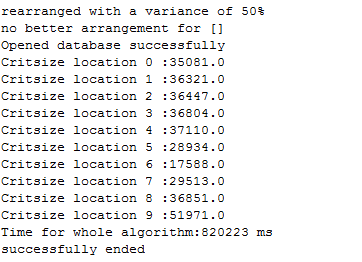 rearranged with a variance of 50%
no better arrangement for []
Opened database successfully
Critsize location 0 :35081.0
Critsize location 1 :36321.0
Critsize location 2 :36447.0
Critsize location 3 :36804.0
Critsize location 4 :37110.0
Critsize location 5 :28934.0
Critsize location 6 :17588.0
Critsize location 7 :29513.0
Critsize location 8 :36851.0
Critsize location 9 :51971.0
Time for whole algorithm:820223 ms
successfully ended